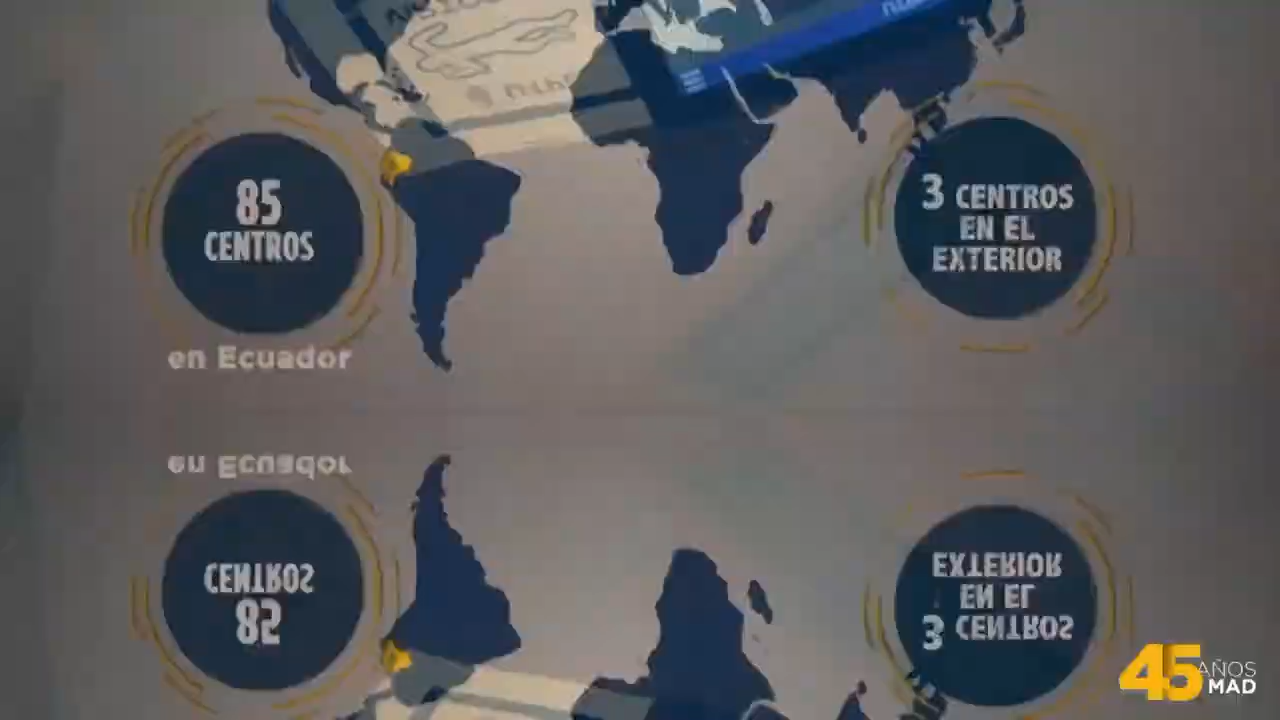 85
CENTROS
en Ecuador
3 CENTROS
EN EL
EXTERIOR
en Ecuador
CENTROS
85
EXTERIOR
EN EL
3 CENTROS
45 AÑOS
MAD